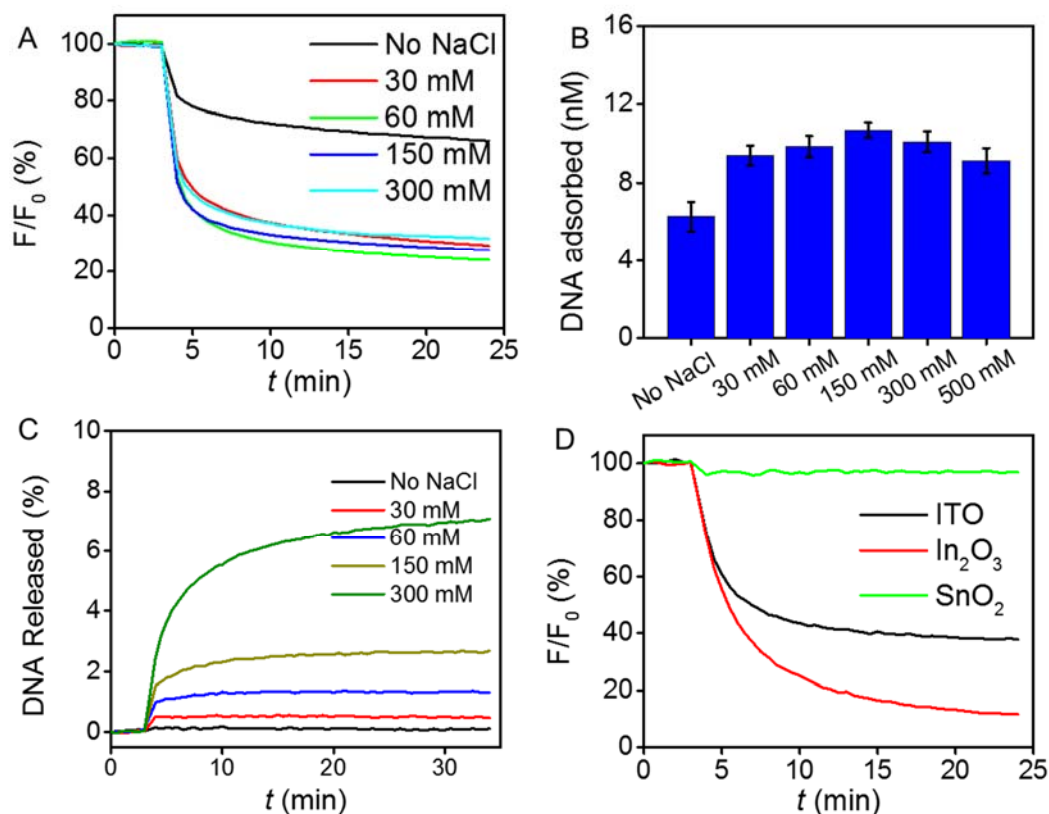 A
F/F0 (%)
100
80
60
40
20
0
No NaCl
30 mM
60 mM
150 mM
300 mM
0 5 10 15 20 25
t (min)
B
DNA adsorbed (nM)
16
12
8
4
0
No NaCl 30 mM 60 mM 150 mM 300 mM 500 mM
C
DNA Released (%)
10
8
6
4
2
0
No NaCl
30 mM
60 mM
150 mM
300 mM
0 10 20 30
t (min)
D
F/F0 (%)
100
80
60
40
20
0
ITO
In2O3
SnO2
0 5 10 15 20 25
t (min)